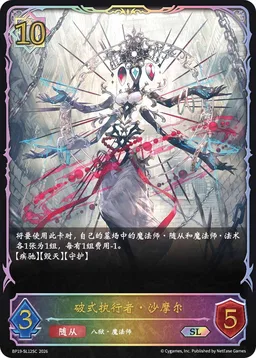 10
将要使用此卡时，自己的墓场中的魔法师·随从和魔法师·法术
各1张为1组，每有1组费用-1。
【疾驰】【毁灭】【守护】
破式执行者·沙摩尔
3
随从
八狱·魔法师
SL
5
BP19-SL12SC 2026
© Cygames, Inc. Published by NetEase Games